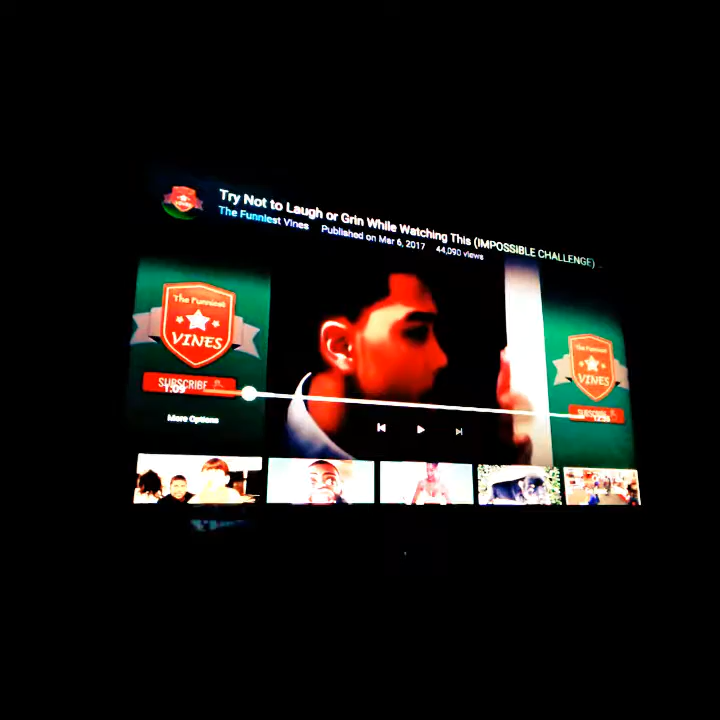 Try Not to Laugh or Grin While Watching This (IMPOSSIBLE CHALLENGE)
The Funniest Vines Published on Mar 6, 2017 44,090 views
The Funniest
VINES
SUBSCRIBE
1:09
More Options
The Funniest
VINES
SUBSCRIBE